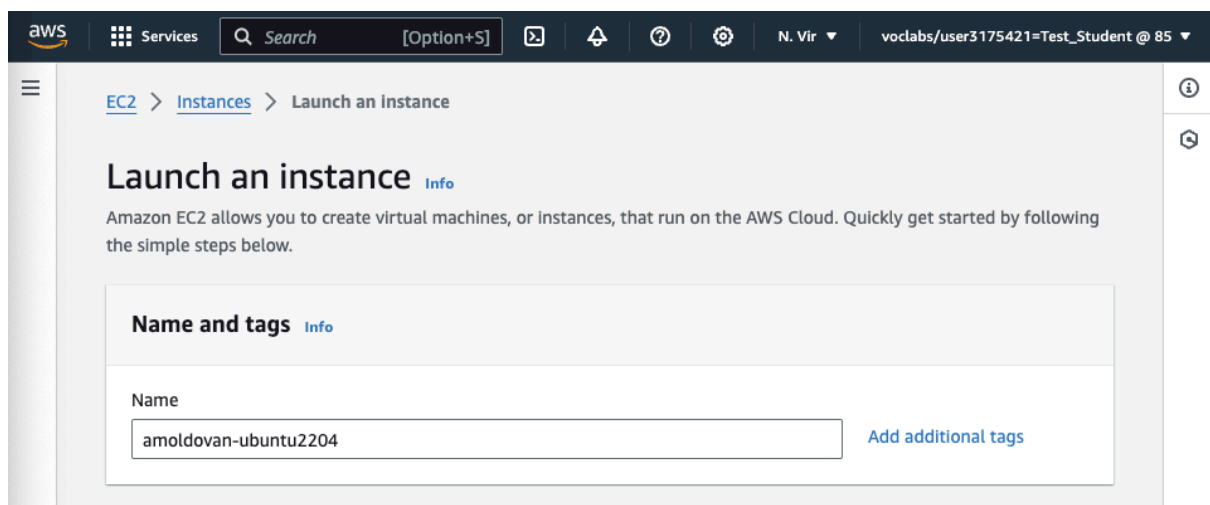 aws Services Search [Option+S] N. Vir voclabs/user3175421=Test_Student @ 85
EC2 > Instances > Launch an instance
Launch an instance Info
Amazon EC2 allows you to create virtual machines, or instances, that run on the AWS Cloud. Quickly get started by following
the simple steps below.
Name and tags Info
Name
amoldovan-ubuntu2204 Add additional tags